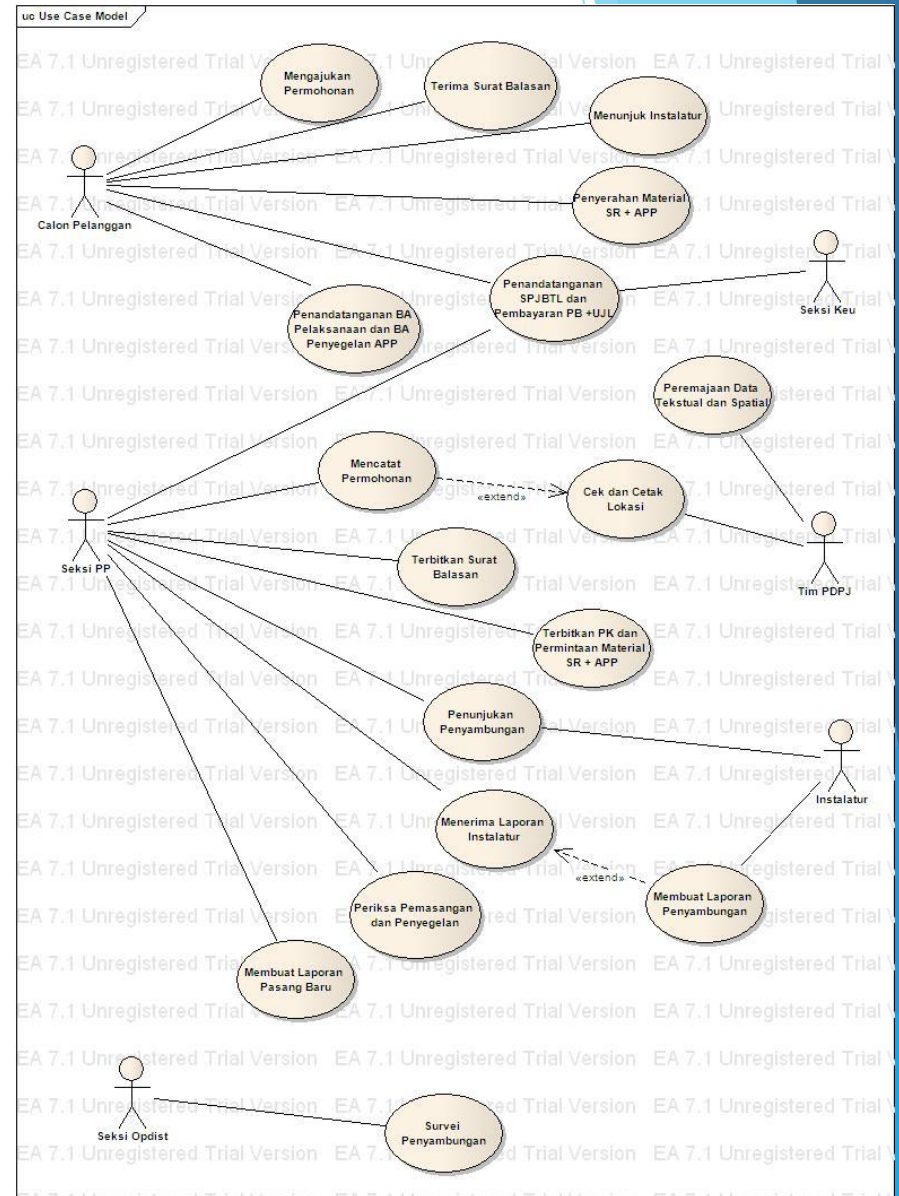 uc Use Case Model
EA 7.1 Unregistered Trial Version
Mengajukan
Permohonan
Terima Surat Balasan
Menunjuk Instalatur
Calon Pelanggan
Penyerahan Material
SR + APP
Penandatanganan
SPJBTL dan
Pembayaran PB +UJL
Seksi Keu
Penandatanganan BA
Pelaksanaan dan BA
Penyegelan APP
Peremajaan Data
Tekstual dan Spatial
Mencatat
Permohonan
«extend»
Cek dan Cetak
Lokasi
Seksi PP
Tim PDPJ
Terbitkan Surat
Balasan
Terbitkan PK dan
Permintaan Material
SR + APP
Penunjukan
Penyambungan
Instalatur
Menerima Laporan
Instalatur
«extend»
Membuat Laporan
Penyambungan
Periksa Pemasangan
dan Penyegelan
Membuat Laporan
Pasang Baru
Seksi Opdist
Survei
Penyambungan